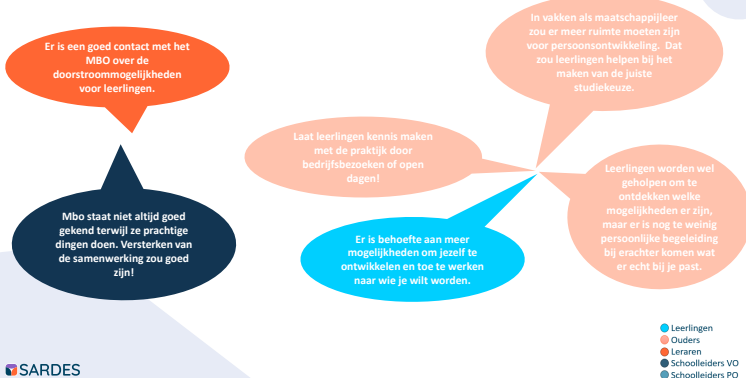 Er is een goed contact met het
MBO over de
doorstroommogelijkheden
voor leerlingen.
Mbo staat niet altijd goed
gekend terwijl ze prachtige
dingen doen. Versterken van
de samenwerking zou goed
zijn!
In vakken als maatschappijleer
zou er meer ruimte moeten zijn
voor persoonsontwikkeling. Dat
zou leerlingen helpen bij het
maken van de juiste
studiekeuze.
Laat leerlingen kennis maken
met de praktijk door
bedrijfsbezoeken of open
dagen!
Leerlingen worden wel
geholpen om te
ontdekken welke
mogelijkheden er zijn,
maar er is nog te weinig
persoonlijke begeleiding
bij erachter komen wat
er echt bij je past.
Er is behoefte aan meer
mogelijkheden om jezelf te
ontwikkelen en toe te werken
naar wie je wilt worden.
Leerlingen
Ouders
Leraren
Schoolleiders VO
Schoolleiders PO
SARDES